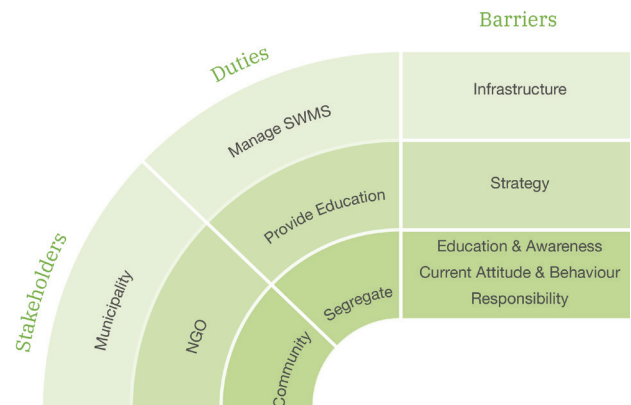 Barriers
Duties
Stakeholders
Infrastructure
Manage SWMS
Municipality
Strategy
Provide Education
NGO
Education & Awareness
Current Attitude & Behaviour
Responsibility
Segregate
Community